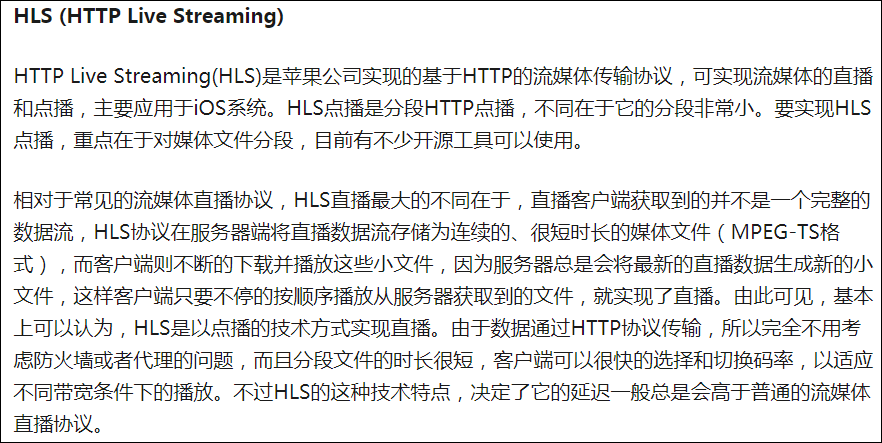 HLS (HTTP Live Streaming)
HTTP Live Streaming(HLS)是苹果公司实现的基于HTTP的流媒体传输协议，可实现流媒体的直播
和点播，主要应用于iOS系统。HLS点播是分段HTTP点播，不同在于它的分段非常小。要实现HLS
点播，重点在于对媒体文件分段，目前有不少开源工具可以使用。
相对于常见的流媒体直播协议，HLS直播最大的不同在于，直播客户端获取到的并不是一个完整的
数据流，HLS协议在服务器端将直播数据流存储为连续的、很短时长的媒体文件（MPEG-TS格
式），而客户端则不断的下载并播放这些小文件，因为服务器总是会将最新的直播数据生成新的小
文件，这样客户端只要不停的按顺序播放从服务器获取到的文件，就实现了直播。由此可见，基本
上可以认为，HLS是以点播的技术方式实现直播。由于数据通过HTTP协议传输，所以完全不用考
虑防火墙或者代理的问题，而且分段文件的时长很短，客户端可以很快的选择和切换码率，以适应
不同带宽条件下的播放。不过HLS的这种技术特点，决定了它的延迟一般总是会高于普通的流媒体
直播协议。